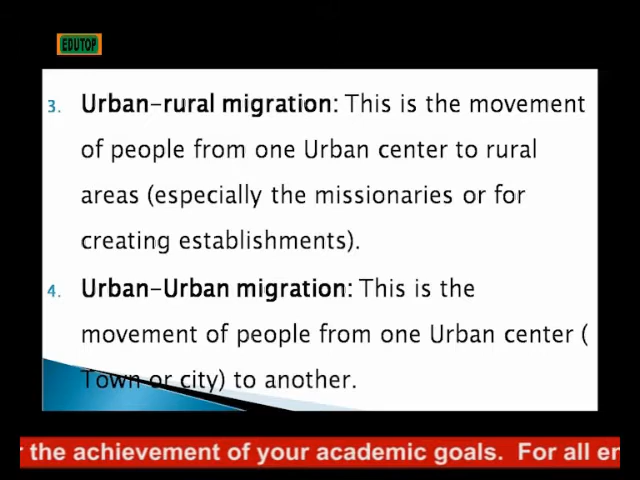 EDUTOP
3. Urban-rural migration: This is the movement
of people from one Urban center to rural
areas (especially the missionaries or for
creating establishments).
4. Urban-Urban migration: This is the
movement of people from one Urban center (
Town or city) to another.
the achievement of your academic goals. For all